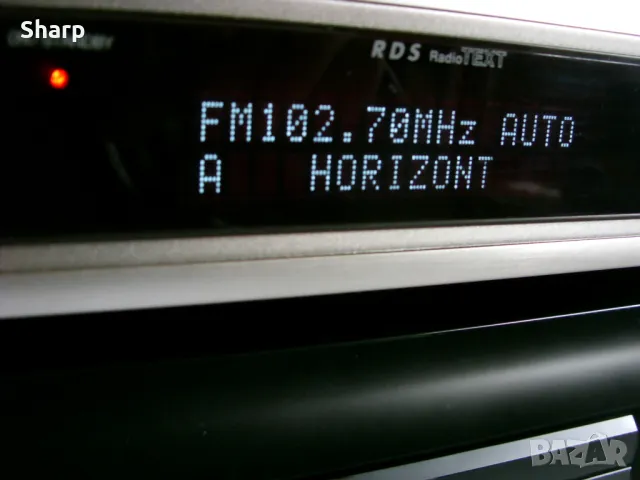 Sharp
RDS RadioTEXT
FM102.70MHz AUTO
A HORIZONT
BAZAR